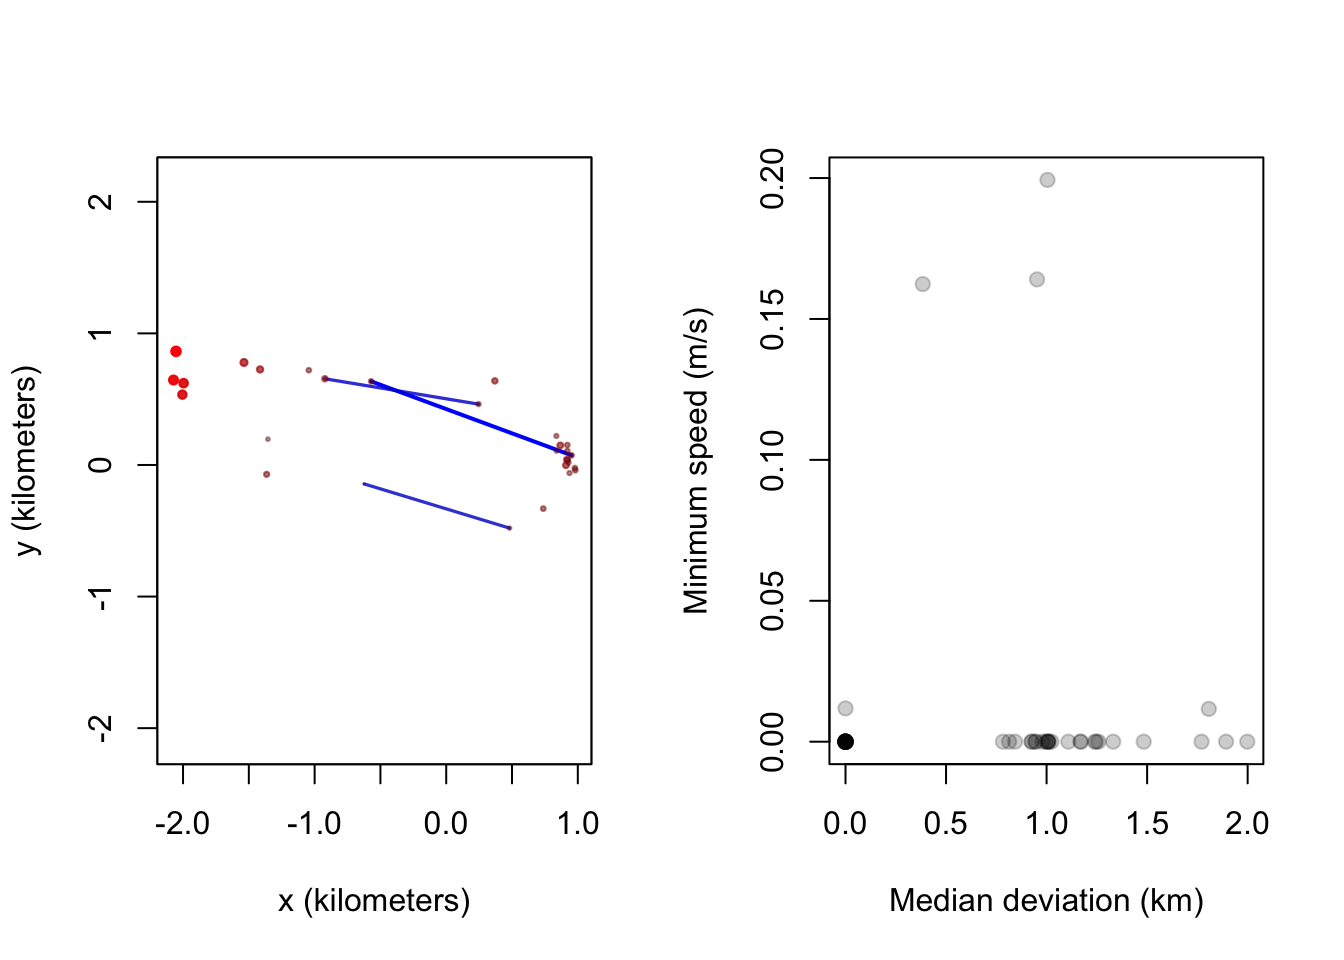 y (kilometers)
2
1
0
-1
-2
-2.0 -1.0 0.0 1.0
x (kilometers)
Minimum speed (m/s)
0.20
0.15
0.10
0.05
0.00
0.0 0.5 1.0 1.5 2.0
Median deviation (km)